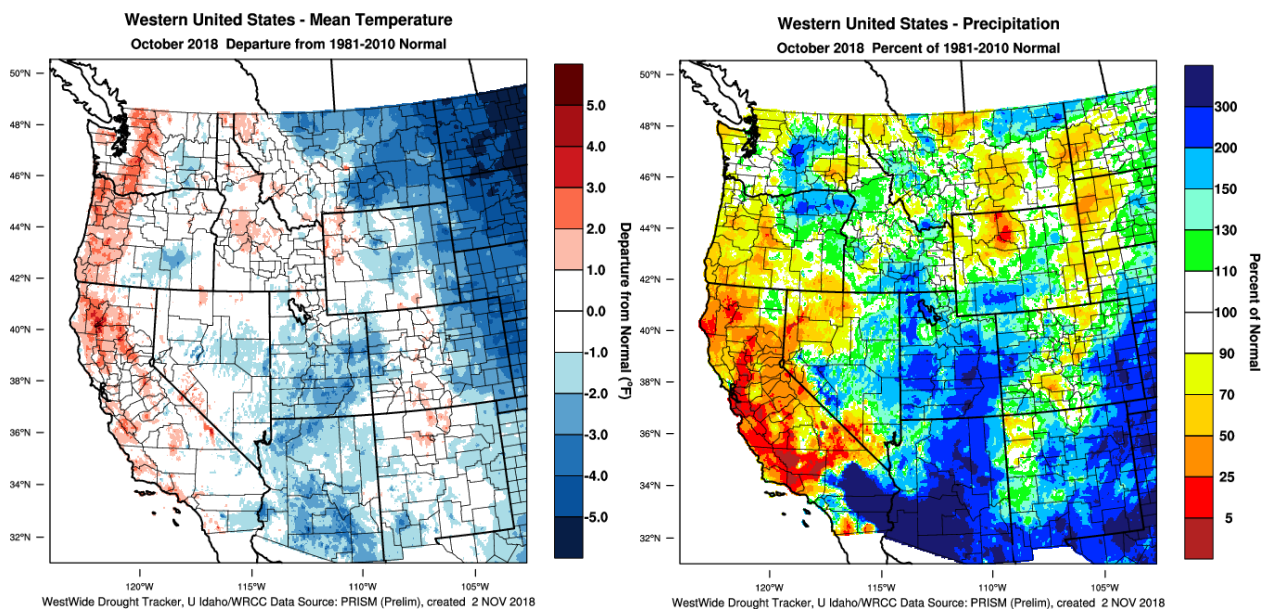 Western United States - Mean Temperature
October 2018 Departure from 1981-2010 Normal
50°N
48°N
46°N
44°N
42°N
40°N
38°N
36°N
34°N
32°N
120°W
115°W
110°W
105°W
5.0
4.0
3.0
2.0
1.0
0.0
-1.0
-2.0
-3.0
-4.0
-5.0
Departure from Normal (°F)
WestWide Drought Tracker, U Idaho/WRCC Data Source: PRISM (Prelim), created 2 NOV 2018
Western United States - Precipitation
October 2018 Percent of 1981-2010 Normal
50°N
48°N
46°N
44°N
42°N
40°N
38°N
36°N
34°N
32°N
120°W
115°W
110°W
105°W
300
200
150
130
110
100
90
70
50
25
5
Percent of Normal
WestWide Drought Tracker, U Idaho/WRCC Data Source: PRISM (Prelim), created 2 NOV 2018